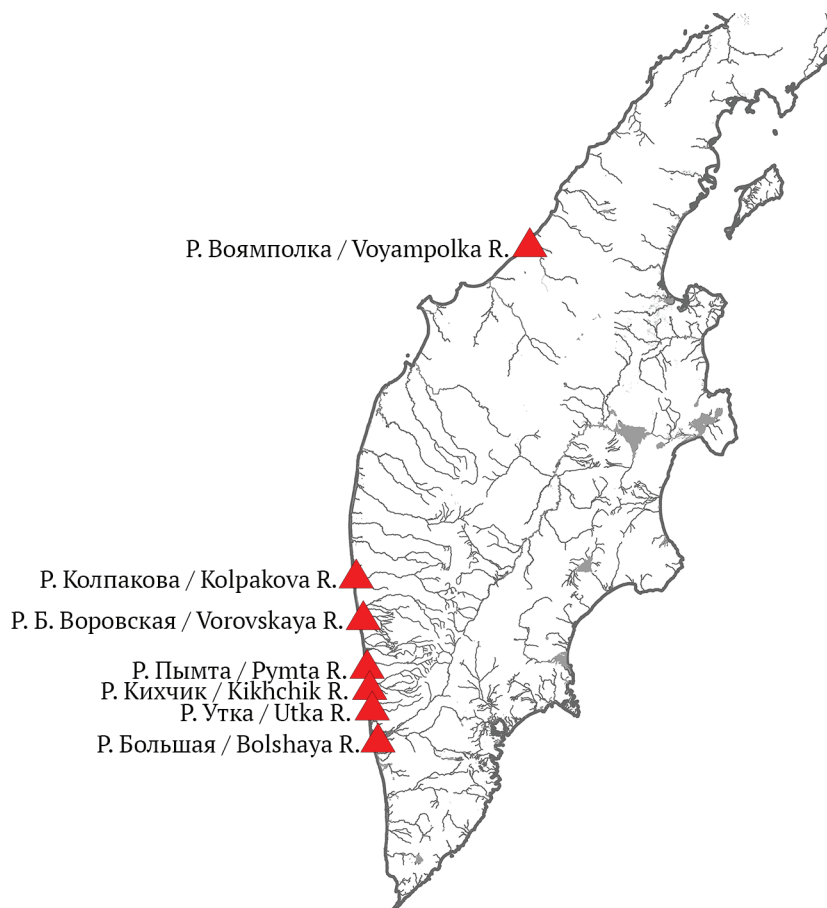 Р. Воямполка / Voyampolka R.
Р. Колпакова / Kolpakova R.
Р. Б. Воровская / Vorovskaya R.
Р. Пымта / Pymta R.
Р. Кихчик / Kikhchik R.
Р. Утка / Utka R.
Р. Большая / Bolshaya R.